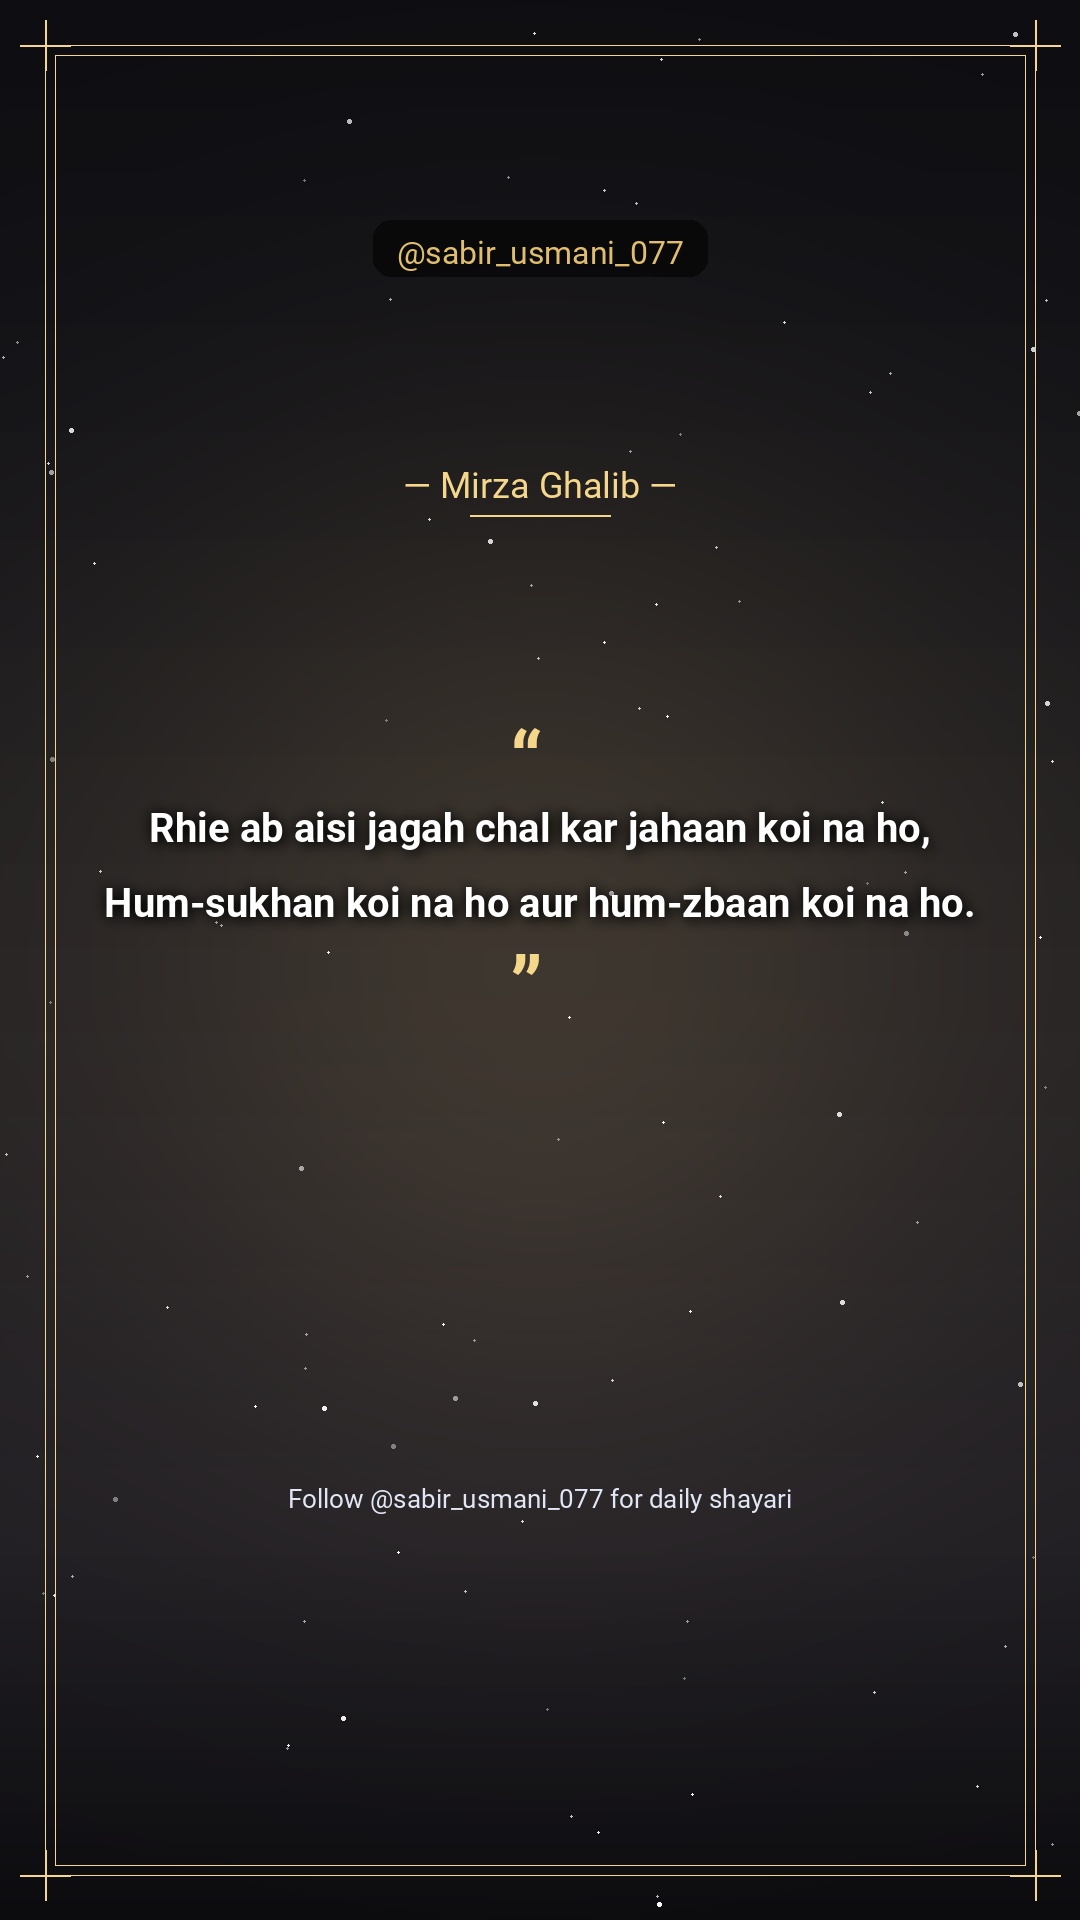 @sabir_usmani_077
— Mirza Ghalib —
“
Rhie ab aisi jagah chal kar jahaan koi na ho,
Hum-sukhan koi na ho aur hum-zbaan koi na ho.
”
Follow @sabir_usmani_077 for daily shayari